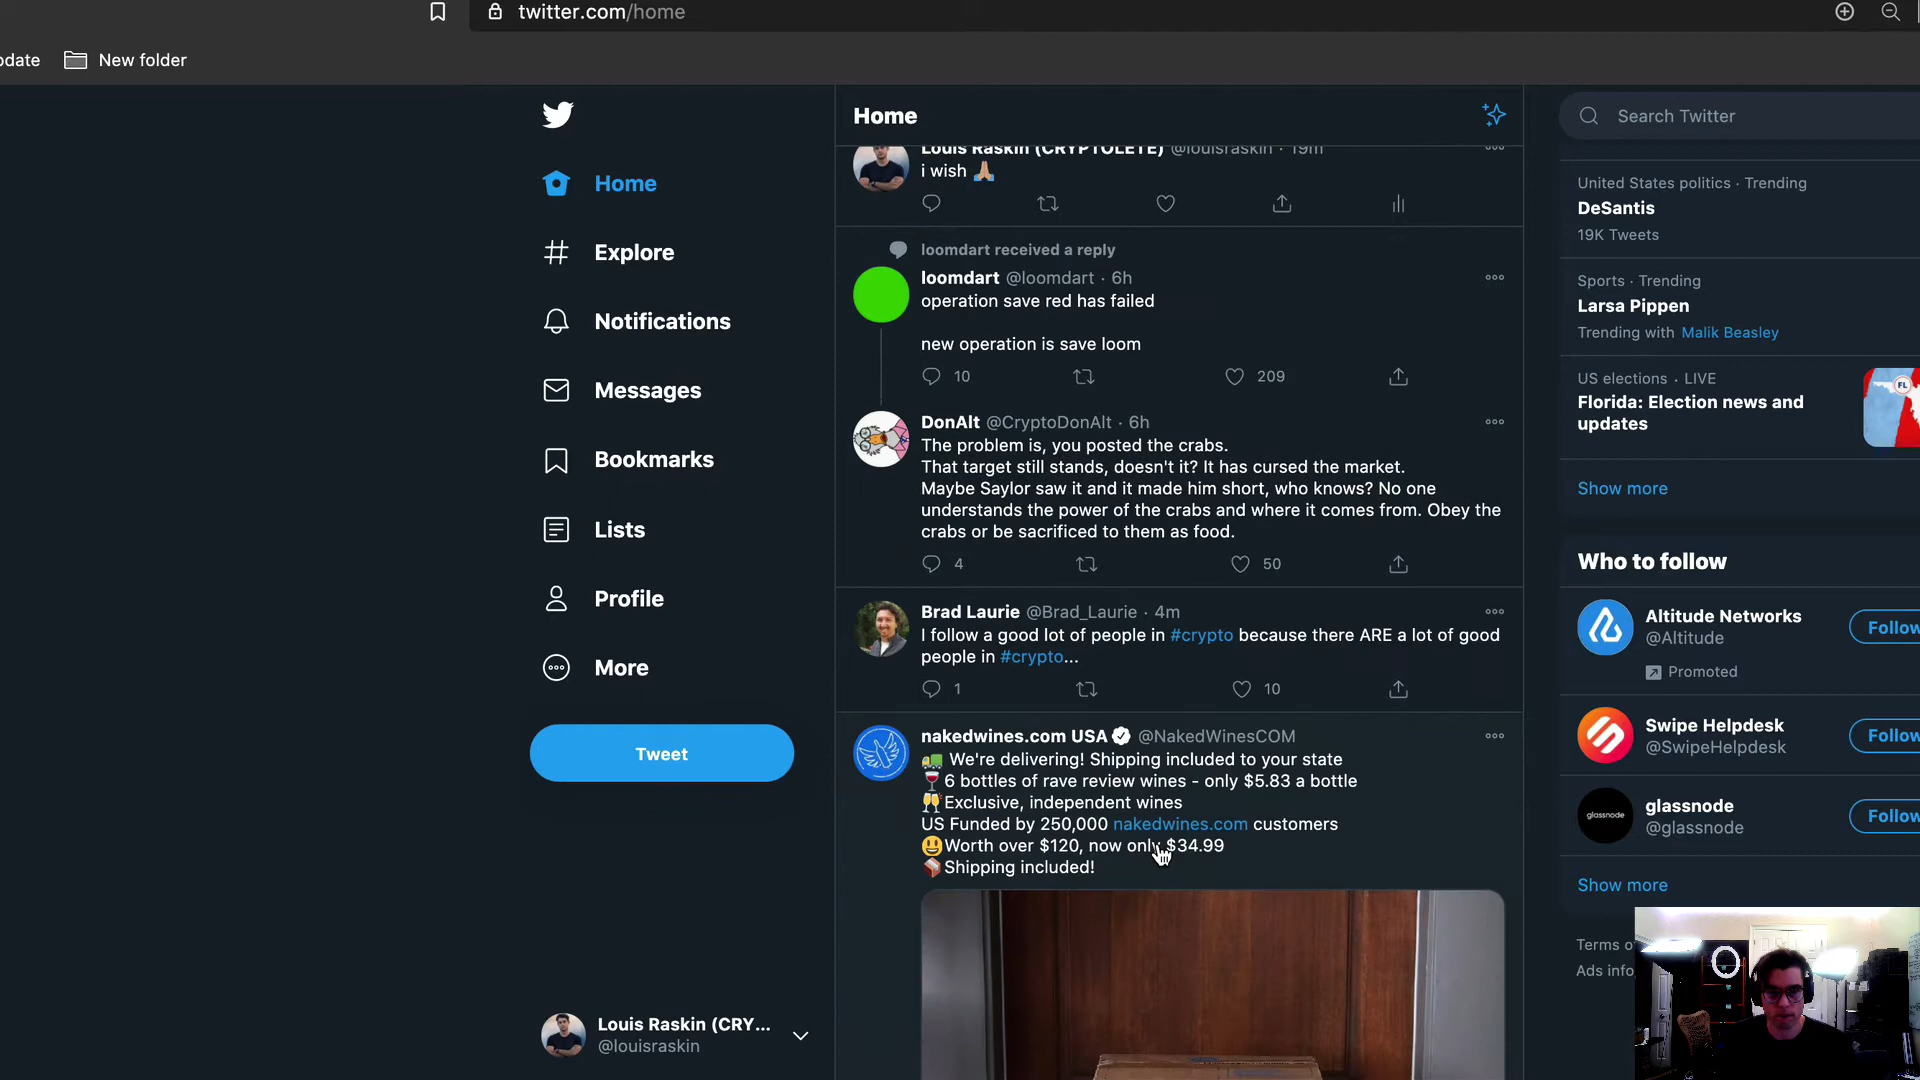 twitter.com/home
pdate
New folder
Home
Explore
Notifications
Messages
Bookmarks
Lists
Profile
More
Tweet
Louis Raskin (CRY...
@louisraskin
Home
Louis Raskin (CRYPTOLETE) @louisraskin · 19m
i wish 🙏🏼
loomdart received a reply
loomdart @loomdart · 6h
operation save red has failed
new operation is save loom
10
209
DonAlt @CryptoDonAlt · 6h
The problem is, you posted the crabs.
That target still stands, doesn't it? It has cursed the market.
Maybe Saylor saw it and it made him short, who knows? No one
understands the power of the crabs and where it comes from. Obey the
crabs or be sacrificed to them as food.
4
50
Brad Laurie @Brad_Laurie · 4m
I follow a good lot of people in #crypto because there ARE a lot of good
people in #crypto...
1
10
nakedwines.com USA @NakedWinesCOM
🚛 We're delivering! Shipping included to your state
🍷6 bottles of rave review wines - only $5.83 a bottle
🥂Exclusive, independent wines
US Funded by 250,000 nakedwines.com customers
😃Worth over $120, now only $34.99
📦Shipping included!
Search Twitter
United States politics · Trending
DeSantis
19K Tweets
Sports · Trending
Larsa Pippen
Trending with Malik Beasley
US elections · LIVE
Florida: Election news and
updates
FL
Show more
Who to follow
Altitude Networks
@Altitude
Follow
Promoted
Swipe Helpdesk
@SwipeHelpdesk
Follow
glassnode
glassnode
@glassnode
Follow
Show more
Terms o
Ads info